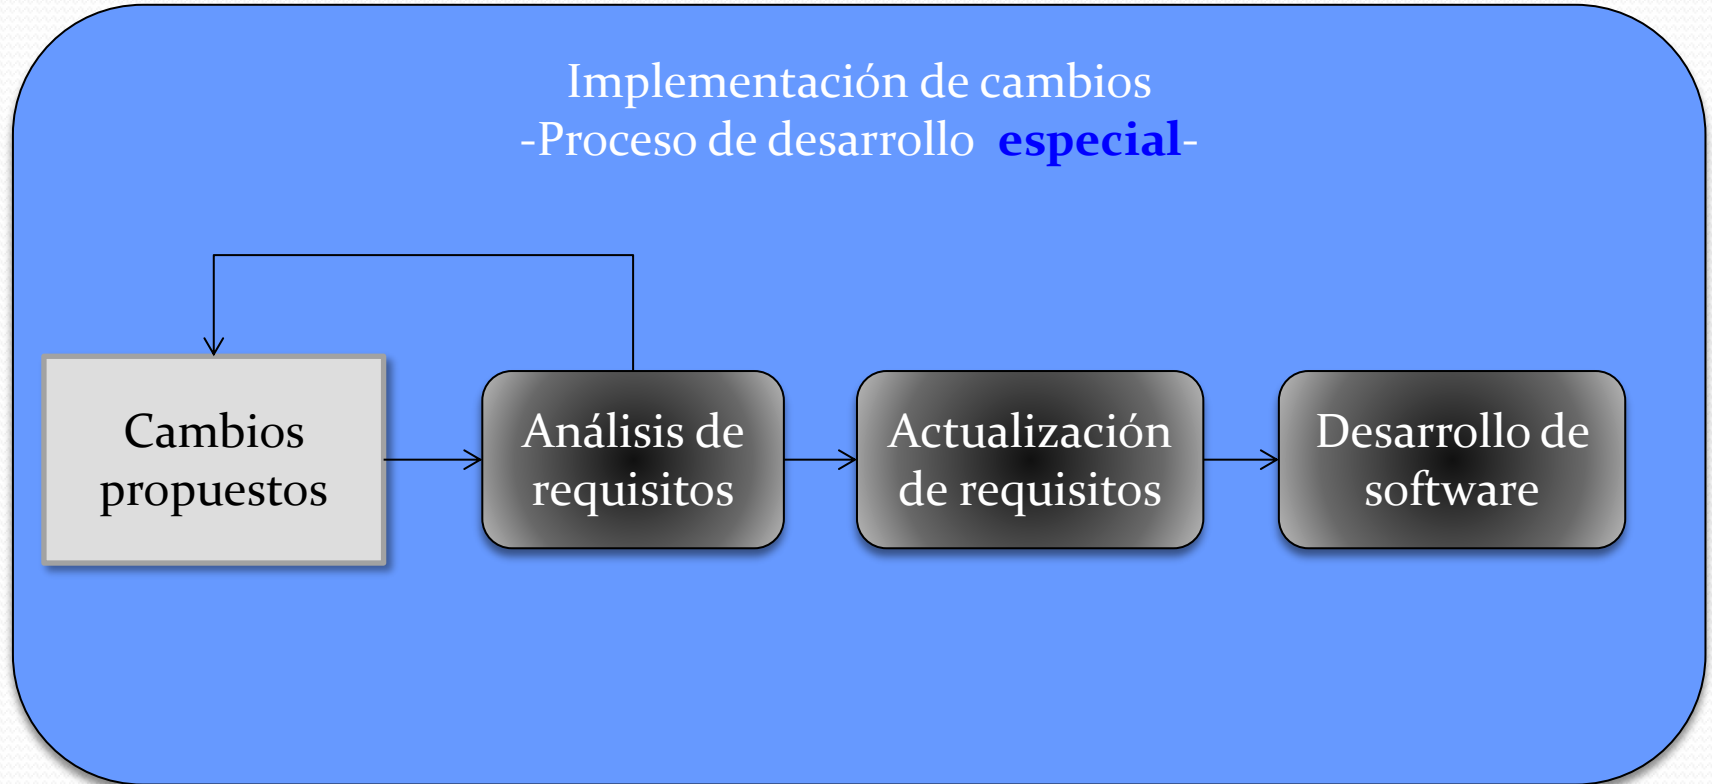 Implementación de cambios
-Proceso de desarrollo especial-
Cambios
propuestos
Análisis de
requisitos
Actualización
de requisitos
Desarrollo de
software